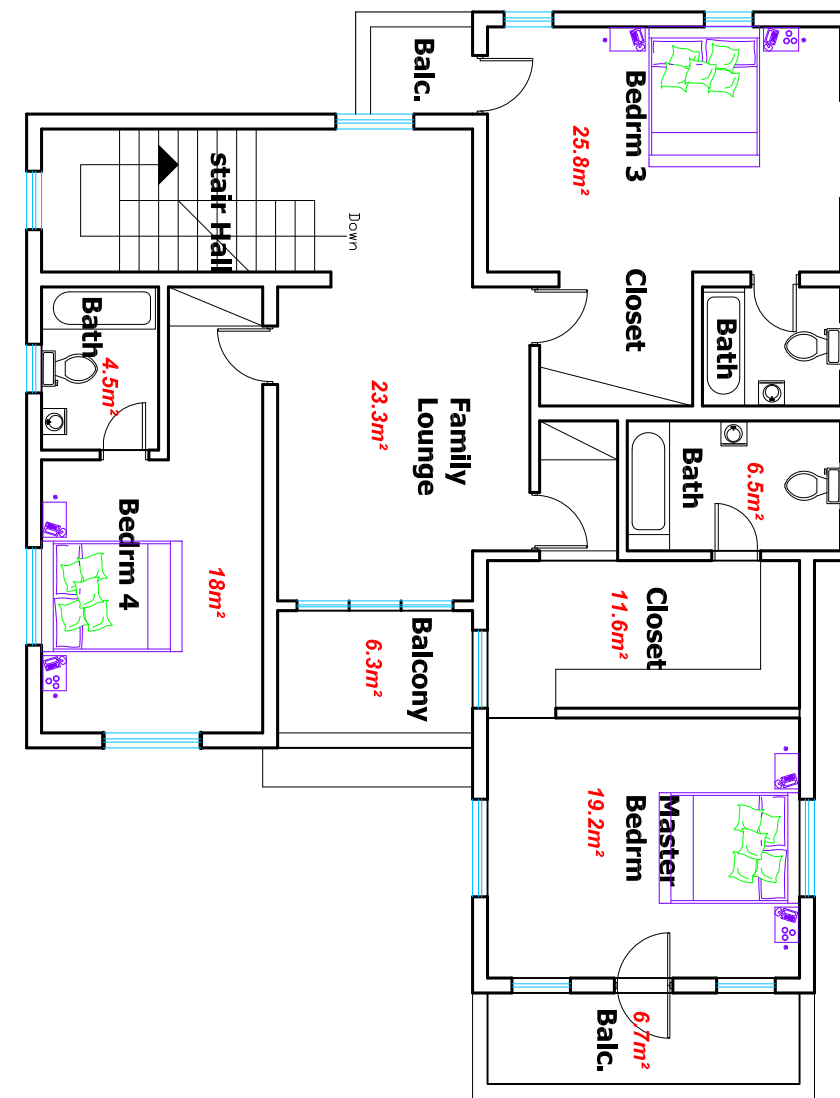 Balc.
Bedrm 3
25.8m²
stair Hall
Down
Closet
Bath
Bath
4.5m²
Family
Lounge
23.3m²
Bath
6.5m²
Bedrm 4
18m²
Closet
11.6m²
Balcony
6.3m²
Master
Bedrm
19.2m²
Balc.
6.7m²